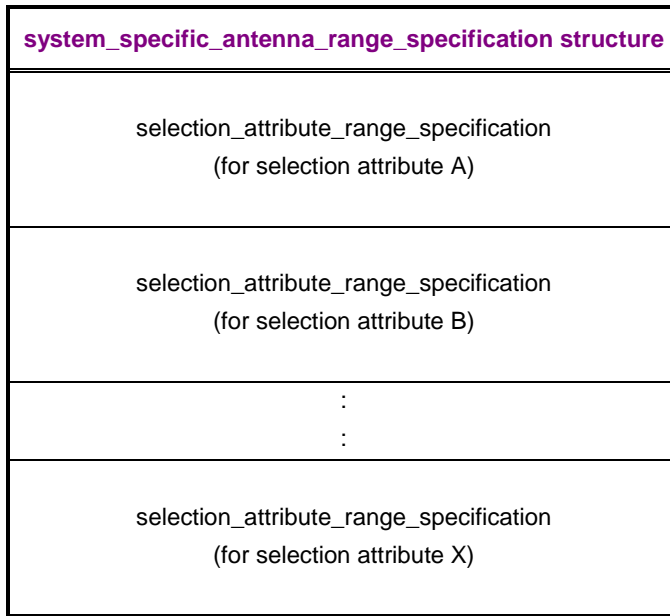 system_specific_antenna_range_specification structure
selection_attribute_range_specification
(for selection attribute A)
selection_attribute_range_specification
(for selection attribute B)
:
:
selection_attribute_range_specification
(for selection attribute X)